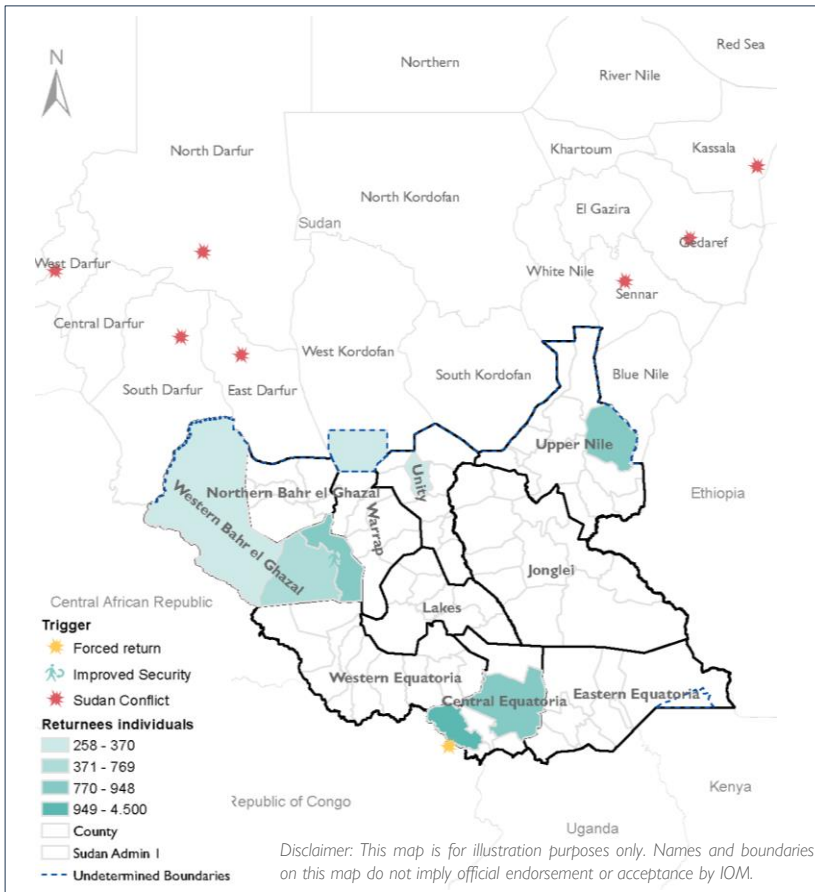 Red Sea
Northern
River Nile
N
Khartoum
Kassala
North Darfur
North Kordofan
El Gazira
Sudan
Gedaref
West Darfur
White Nile
Sennar
Central Darfur
West Kordofan
South Kordofan
Blue Nile
South Darfur
East Darfur
Upper Nile
Unity
Northern Bahr el Ghazal
Ethiopia
Warrap
Western Bahr el Ghazal
Jonglei
Central African Republic
Lakes
Trigger
Forced return
Improved Security
Sudan Conflict
Western Equatoria
Central Equatoria
Eastern Equatoria
Returnees individuals
258 - 370
371 - 769
770 - 948
949 - 4.500
County
Sudan Admin 1
Undetermined Boundaries
Republic of Congo
Kenya
Uganda
Disclaimer: This map is for illustration purposes only. Names and boundaries
on this map do not imply official endorsement or acceptance by IOM.